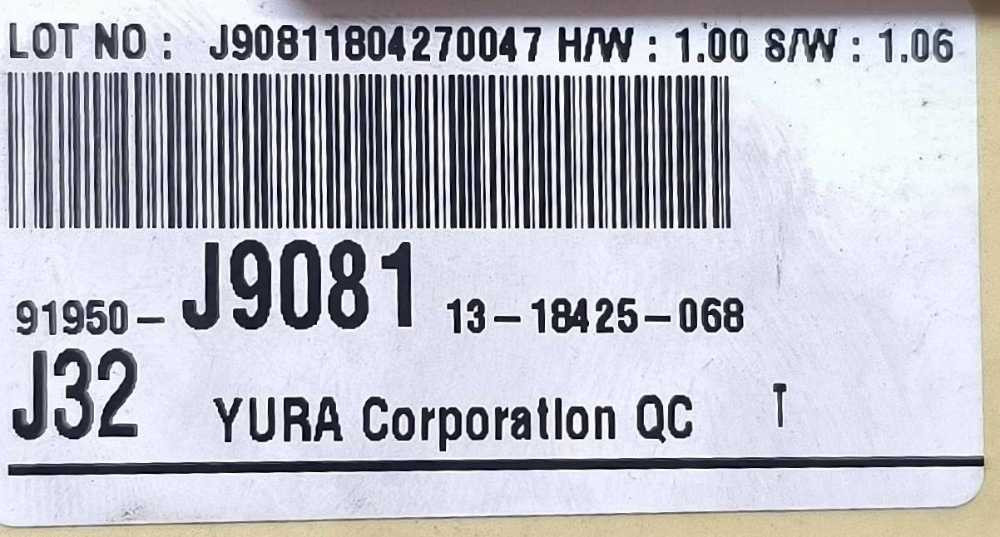 LOT NO : J90811804270047 H/W : 1.00 S/W : 1.06
91950- J9081 13-18425-068
J32 YURA Corporation QC T